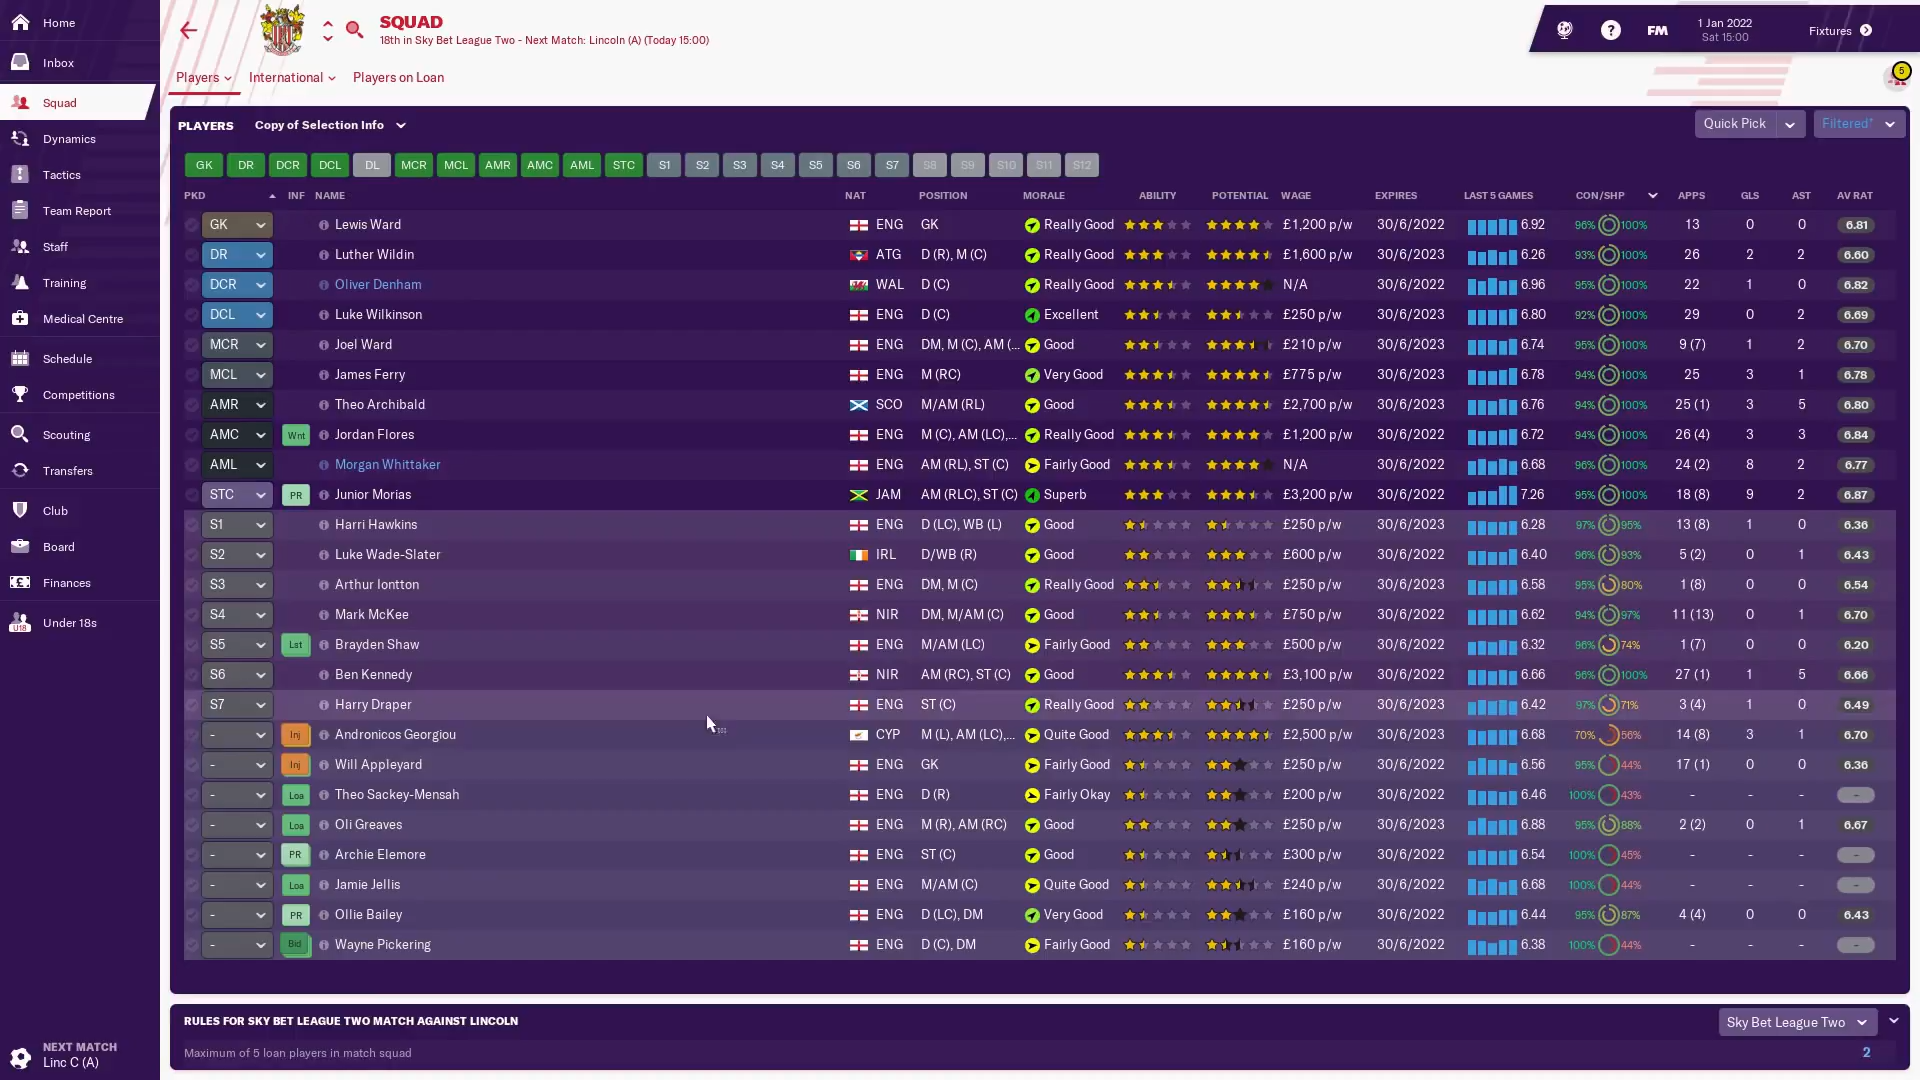 Home
Inbox
Squad
Dynamics
Tactics
Team Report
Staff
Training
Medical Centre
Schedule
Competitions
Scouting
Transfers
Club
Board
Finances
U18 Under 18s
NEXT MATCH
Linc C (A)
SQUAD
18th in Sky Bet League Two - Next Match: Lincoln (A) (Today 15:00)
? FM 1 Jan 2022 Fixtures
Sat 15:00
Players International Players on Loan
5
PLAYERS Copy of Selection Info Quick Pick Filtered*
GK DR DCR DCL DL MCR MCL AMR AMC AML STC S1 S2 S3 S4 S5 S6 S7 S8 S9 S10 S11 S12
PKD INF NAME NAT POSITION MORALE ABILITY POTENTIAL WAGE EXPIRES LAST 5 GAMES CON/SHP APPS GLS AST AV RAT
GK Lewis Ward ENG GK Really Good £1,200 p/w 30/6/2022 6.92 96% 100% 13 0 0 6.81
DR Luther Wildin ATG D (R), M (C) Really Good £1,600 p/w 30/6/2022 6.26 93% 100% 26 2 2 6.60
DCR Oliver Denham WAL D (C) Really Good N/A 30/6/2022 6.96 95% 100% 22 1 0 6.82
DCL Luke Wilkinson ENG D (C) Excellent £250 p/w 30/6/2023 6.80 92% 100% 29 0 2 6.69
MCR Joel Ward ENG DM, M (C), AM (... Good £210 p/w 30/6/2023 6.74 95% 100% 9 (7) 1 2 6.70
MCL James Ferry ENG M (RC) Very Good £775 p/w 30/6/2023 6.78 94% 100% 25 3 1 6.78
AMR Theo Archibald SCO M/AM (RL) Good £2,700 p/w 30/6/2023 6.76 94% 100% 25 (1) 3 5 6.80
AMC Wnt Jordan Flores ENG M (C), AM (LC),... Really Good £1,200 p/w 30/6/2022 6.72 94% 100% 26 (4) 3 3 6.84
AML Morgan Whittaker ENG AM (RL), ST (C) Fairly Good N/A 30/6/2022 6.68 96% 100% 24 (2) 8 2 6.77
STC PR Junior Morias JAM AM (RLC), ST (C) Superb £3,200 p/w 30/6/2022 7.26 95% 100% 18 (8) 9 2 6.87
S1 Harri Hawkins ENG D (LC), WB (L) Good £250 p/w 30/6/2023 6.28 97% 95% 13 (8) 1 0 6.36
S2 Luke Wade-Slater IRL D/WB (R) Good £600 p/w 30/6/2022 6.40 96% 93% 5 (2) 0 1 6.43
S3 Arthur Iontton ENG DM, M (C) Really Good £250 p/w 30/6/2023 6.58 95% 80% 1 (8) 0 0 6.54
S4 Mark McKee NIR DM, M/AM (C) Good £750 p/w 30/6/2022 6.62 94% 97% 11 (13) 0 1 6.70
S5 Lst Brayden Shaw ENG M/AM (LC) Fairly Good £500 p/w 30/6/2022 6.32 96% 74% 1 (7) 0 0 6.20
S6 Ben Kennedy NIR AM (RC), ST (C) Good £3,100 p/w 30/6/2022 6.66 96% 100% 27 (1) 1 5 6.66
S7 Harry Draper ENG ST (C) Really Good £250 p/w 30/6/2023 6.42 97% 71% 3 (4) 1 0 6.49
- Inj Andronicos Georgiou CYP M (L), AM (LC),... Quite Good £2,500 p/w 30/6/2023 6.68 70% 56% 14 (8) 3 1 6.70
- Inj Will Appleyard ENG GK Fairly Good £250 p/w 30/6/2022 6.56 95% 44% 17 (1) 0 0 6.36
- Loa Theo Sackey-Mensah ENG D (R) Fairly Okay £200 p/w 30/6/2022 6.46 100% 43% - - - -
- Loa Oli Greaves ENG M (R), AM (RC) Good £250 p/w 30/6/2023 6.88 95% 88% 2 (2) 0 1 6.67
- PR Archie Elemore ENG ST (C) Good £300 p/w 30/6/2022 6.54 100% 45% - - - -
- Loa Jamie Jellis ENG M/AM (C) Quite Good £240 p/w 30/6/2022 6.68 100% 44% - - - -
- PR Ollie Bailey ENG D (LC), DM Very Good £160 p/w 30/6/2022 6.44 95% 87% 4 (4) 0 0 6.43
- Bid Wayne Pickering ENG D (C), DM Fairly Good £160 p/w 30/6/2022 6.38 100% 44% - - - -
RULES FOR SKY BET LEAGUE TWO MATCH AGAINST LINCOLN Sky Bet League Two
Maximum of 5 loan players in match squad 2